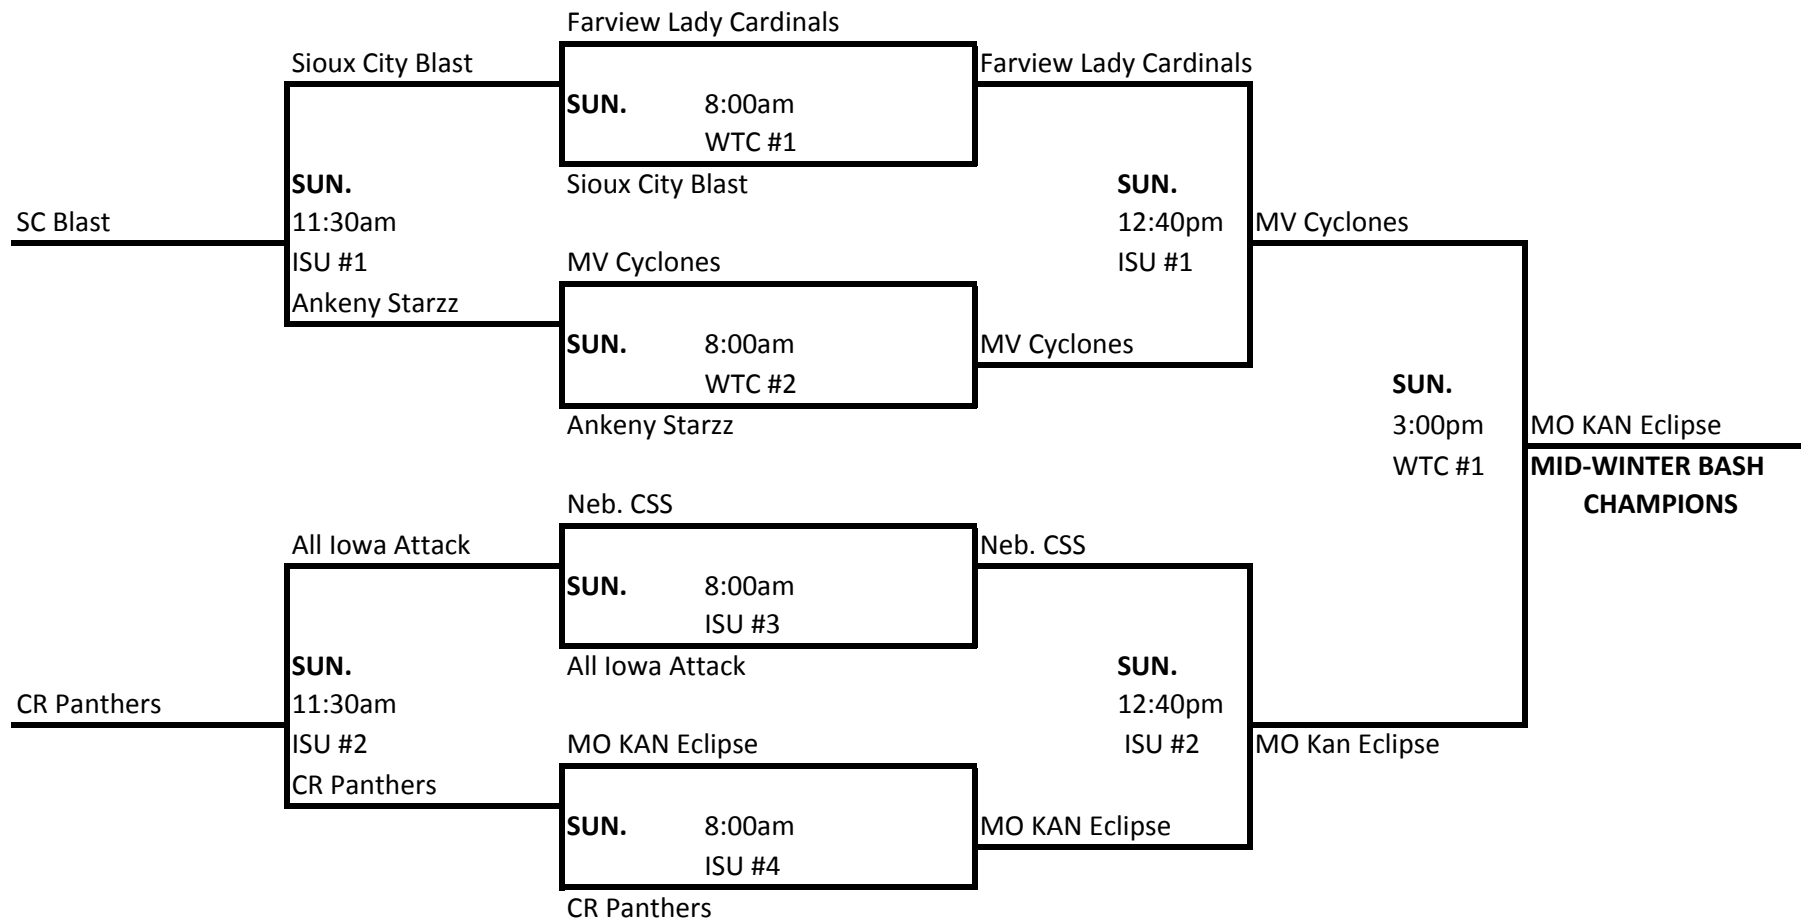 Farview Lady Cardinals
Sioux City Blast
Farview Lady Cardinals
SUN. 8:00am
WTC #1
SUN.
Sioux City Blast
SUN.
SC Blast
11:30am
12:40pm
MV Cyclones
ISU #1
MV Cyclones
ISU #1
Ankeny Starzz
SUN. 8:00am
MV Cyclones
WTC #2
SUN.
Ankeny Starzz
3:00pm
MO KAN Eclipse
WTC #1
MID-WINTER BASH
CHAMPIONS
Neb. CSS
All Iowa Attack
Neb. CSS
SUN. 8:00am
ISU #3
SUN.
All Iowa Attack
SUN.
CR Panthers
11:30am
12:40pm
ISU #2
MO KAN Eclipse
ISU #2
MO Kan Eclipse
CR Panthers
SUN. 8:00am
MO KAN Eclipse
ISU #4
CR Panthers